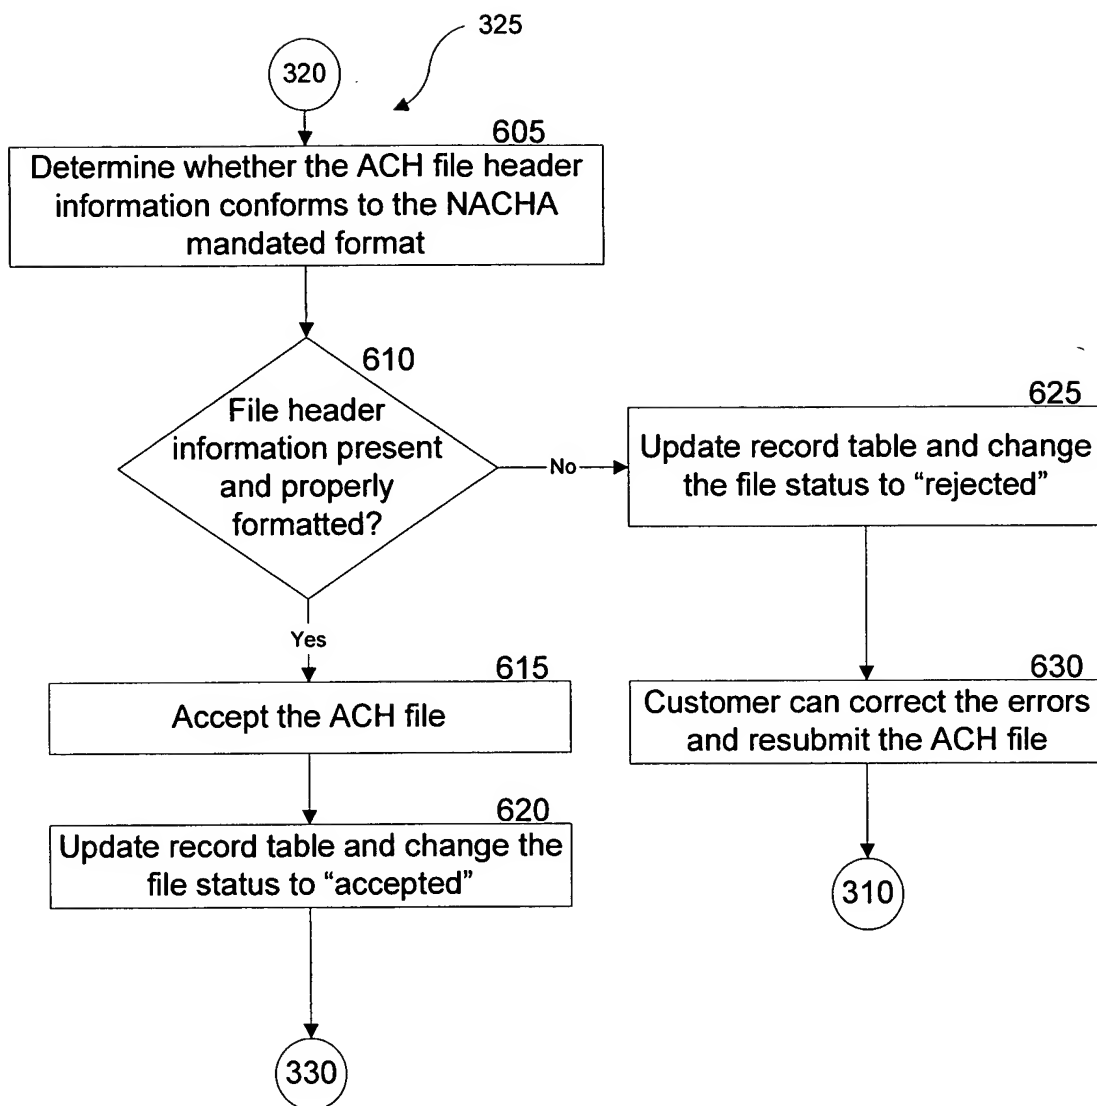 325
320
605
Determine whether the ACH file header
information conforms to the NACHA
mandated format
610
File header
information present
and properly
formatted?
No
625
Update record table and change
the file status to “rejected”
Yes
615
Accept the ACH file
630
Customer can correct the errors
and resubmit the ACH file
620
Update record table and change the
file status to “accepted”
310
330